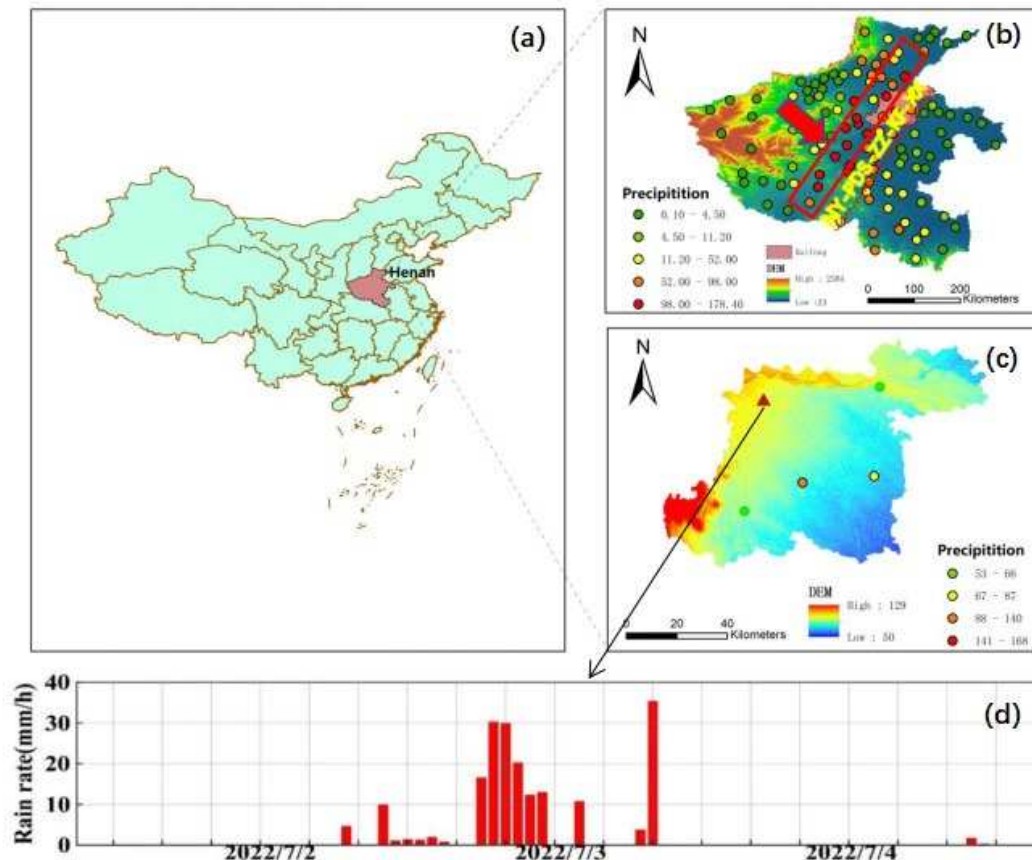 (a)
Henan
(b)
N
Precipitition
0.10 - 4.50
4.50 - 11.20
11.20 - 52.00
52.00 - 98.00
98.00 - 178.40
Kaifeng
DEM
High : 2504
Low :23
0 100 200
Kilometers
(c)
N
DEM
High : 129
Low : 50
0 20 40
Kilometers
Precipitition
53 - 66
67 - 87
88 - 140
141 - 168
(d)
Rain rate(mm/h)
40
30
20
10
0
2022/7/2 2022/7/3 2022/7/4